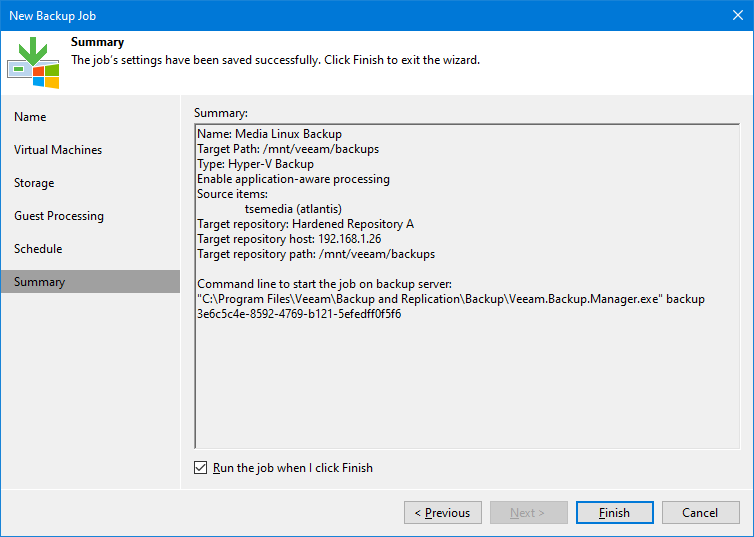 New Backup Job
Summary
The job's settings have been saved successfully. Click Finish to exit the wizard.
Name
Virtual Machines
Storage
Guest Processing
Schedule
Summary
Summary:
Name: Media Linux Backup
Target Path: /mnt/veeam/backups
Type: Hyper-V Backup
Enable application-aware processing
Source items:
tsemedia (atlantis)
Target repository: Hardened Repository A
Target repository host: 192.168.1.26
Target repository path: /mnt/veeam/backups
Command line to start the job on backup server:
"C:\Program Files\Veeam\Backup and Replication\Backup\Veeam.Backup.Manager.exe" backup
3e6c5c4e-8592-4769-b121-5efedff0f5f6
Run the job when I click Finish
< Previous
Next >
Finish
Cancel